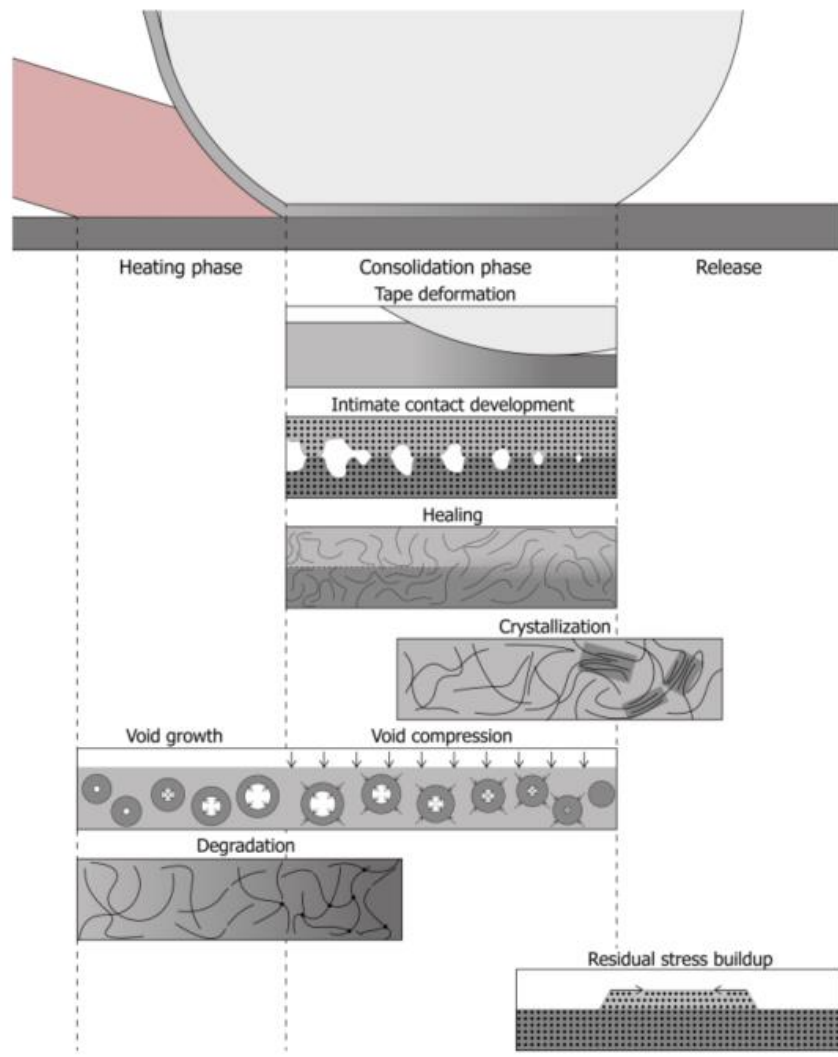 Heating phase
Consolidation phase
Release
Tape deformation
Intimate contact development
Healing
Crystallization
Void growth
Void compression
Degradation
Residual stress buildup